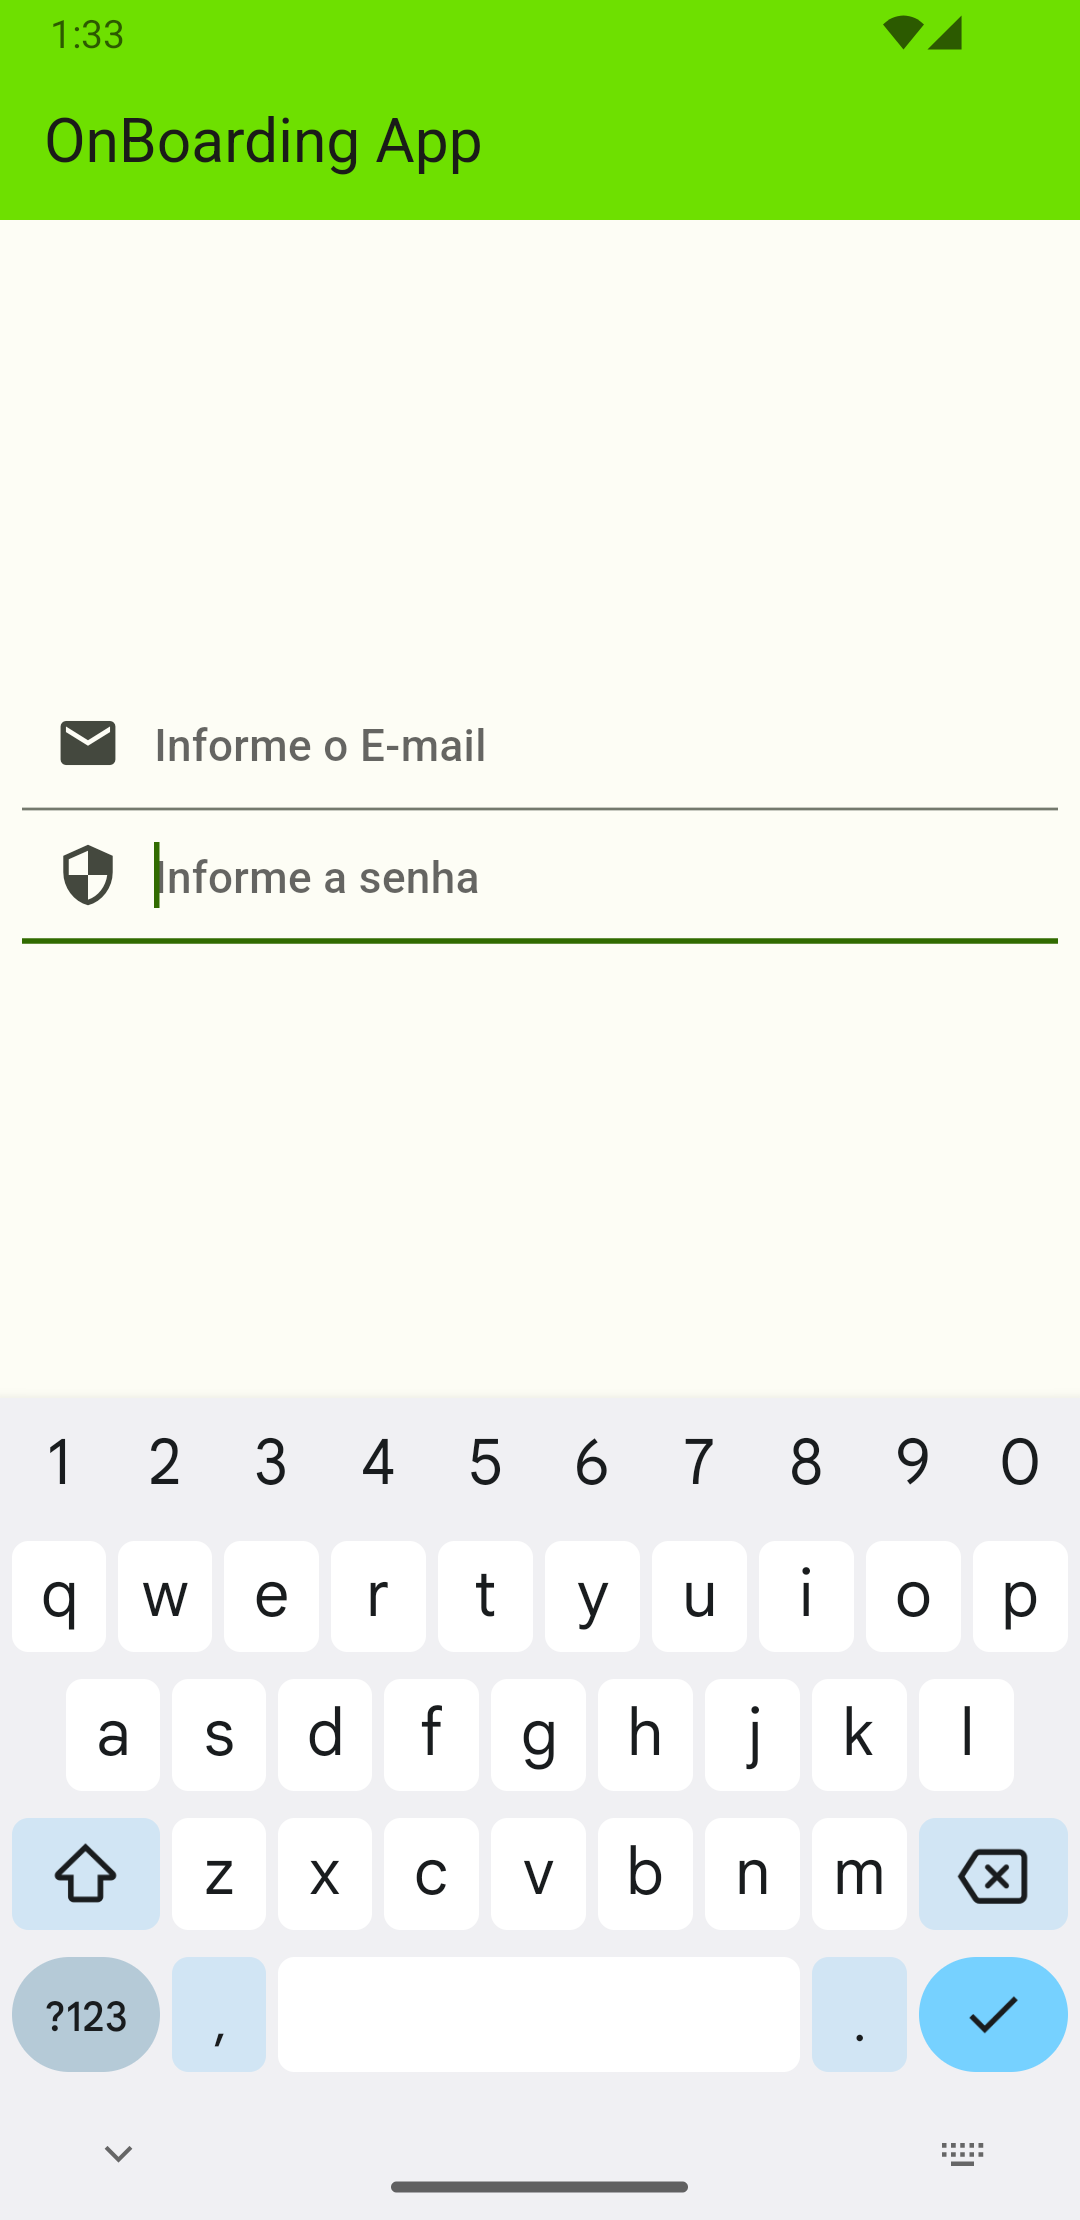 1:33
OnBoarding App
Informe o E-mail
Informe a senha
1 2 3 4 5 6 7 8 9 0
q w e r t y u i o p
a s d f g h j k l
z x c v b n m
?123 , .